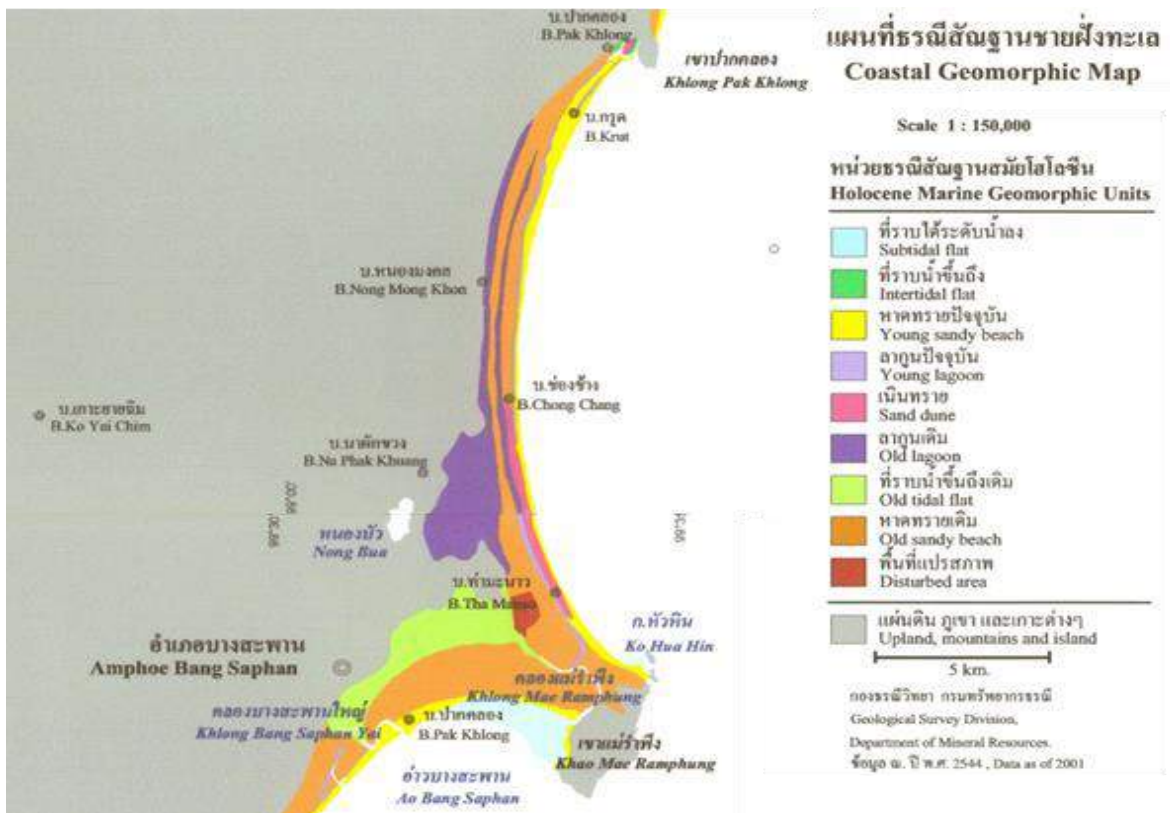 บ.ปากคลอง
B.Pak Khlong
เขาปากคลอง
Khlong Pak Khlong
บ.กรูด
B.Krut
บ.หนองมงคล
B.Nong Mong Khon
บ.ช่องช้าง
B.Chong Chang
บ.เกาะยายฉิม
B.Ko Yai Chim
บ.นาผักขวง
B.Na Phak Khuang
99°30'
99°00'
หนองบัว
Nong Bua
บ.ท่ามะนาว
B.Tha Manao
อำเภอบางสะพาน
Amphoe Bang Saphan
ก.หัวหิน
Ko Hua Hin
คลองแม่รำพึง
Khlong Mae Ramphung
คลองบางสะพานใหญ่
Khlong Bang Saphan Yai
บ.ปากคลอง
B.Pak Khlong
เขาแม่รำพึง
Khao Mae Ramphung
อ่าวบางสะพาน
Ao Bang Saphan
แผนที่ธรณีสัณฐานชายฝั่งทะเล
Coastal Geomorphic Map
Scale 1 : 150,000
หน่วยธรณีสัณฐานสมัยโฮโลซีน
Holocene Marine Geomorphic Units
ที่ราบใต้ระดับน้ำลง
Subtidal flat
ที่ราบน้ำขึ้นถึง
Intertidal flat
หาดทรายปัจจุบัน
Young sandy beach
ลากูนปัจจุบัน
Young lagoon
เนินทราย
Sand dune
ลากูนเดิม
Old lagoon
ที่ราบน้ำขึ้นถึงเดิม
Old tidal flat
หาดทรายเดิม
Old sandy beach
พื้นที่แปรสภาพ
Disturbed area
แผ่นดิน ภูเขา และเกาะต่างๆ
Upland, mountains and island
5 km.
กองธรณีวิทยา กรมทรัพยากรธรณี
Geological Survey Division,
Department of Mineral Resources.
ข้อมูล ณ. ปี พ.ศ. 2544 , Data as of 2001